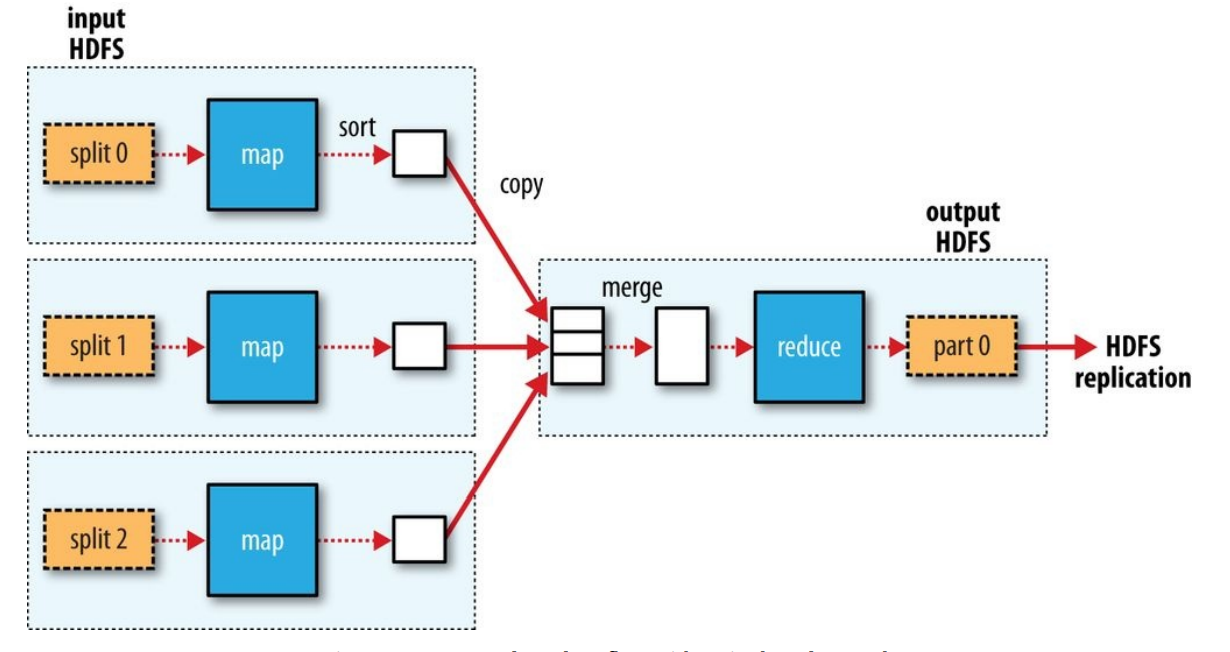 input
HDFS
split 0
map
sort
copy
split 1
map
split 2
map
merge
reduce
output
HDFS
part 0
HDFS
replication